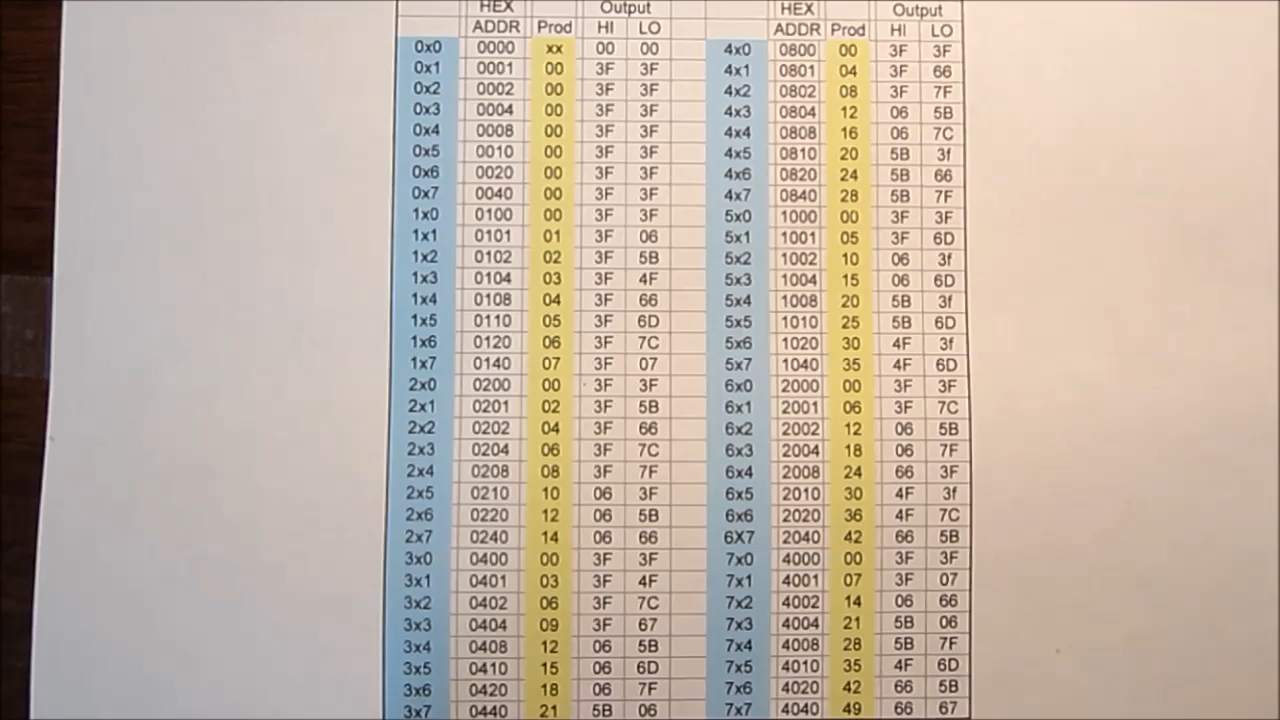 HEX Output HEX Output
ADDR Prod HI LO ADDR Prod HI LO
0x0 0000 xx 00 00 4x0 0800 00 3F 3F
0x1 0001 00 3F 3F 4x1 0801 04 3F 66
0x2 0002 00 3F 3F 4x2 0802 08 3F 7F
0x3 0004 00 3F 3F 4x3 0804 12 06 5B
0x4 0008 00 3F 3F 4x4 0808 16 06 7C
0x5 0010 00 3F 3F 4x5 0810 20 5B 3f
0x6 0020 00 3F 3F 4x6 0820 24 5B 66
0x7 0040 00 3F 3F 4x7 0840 28 5B 7F
1x0 0100 00 3F 3F 5x0 1000 00 3F 3F
1x1 0101 01 3F 06 5x1 1001 05 3F 6D
1x2 0102 02 3F 5B 5x2 1002 10 06 3f
1x3 0104 03 3F 4F 5x3 1004 15 06 6D
1x4 0108 04 3F 66 5x4 1008 20 5B 3f
1x5 0110 05 3F 6D 5x5 1010 25 5B 6D
1x6 0120 06 3F 7C 5x6 1020 30 4F 3f
1x7 0140 07 3F 07 5x7 1040 35 4F 6D
2x0 0200 00 3F 3F 6x0 2000 00 3F 3F
2x1 0201 02 3F 5B 6x1 2001 06 3F 7C
2x2 0202 04 3F 66 6x2 2002 12 06 5B
2x3 0204 06 3F 7C 6x3 2004 18 06 7F
2x4 0208 08 3F 7F 6x4 2008 24 66 3F
2x5 0210 10 06 3F 6x5 2010 30 4F 3f
2x6 0220 12 06 5B 6x6 2020 36 4F 7C
2x7 0240 14 06 66 6X7 2040 42 66 5B
3x0 0400 00 3F 3F 7x0 4000 00 3F 3F
3x1 0401 03 3F 4F 7x1 4001 07 3F 07
3x2 0402 06 3F 7C 7x2 4002 14 06 66
3x3 0404 09 3F 67 7x3 4004 21 5B 06
3x4 0408 12 06 5B 7x4 4008 28 5B 7F
3x5 0410 15 06 6D 7x5 4010 35 4F 6D
3x6 0420 18 06 7F 7x6 4020 42 66 5B
3x7 0440 21 5B 06 7x7 4040 49 66 67